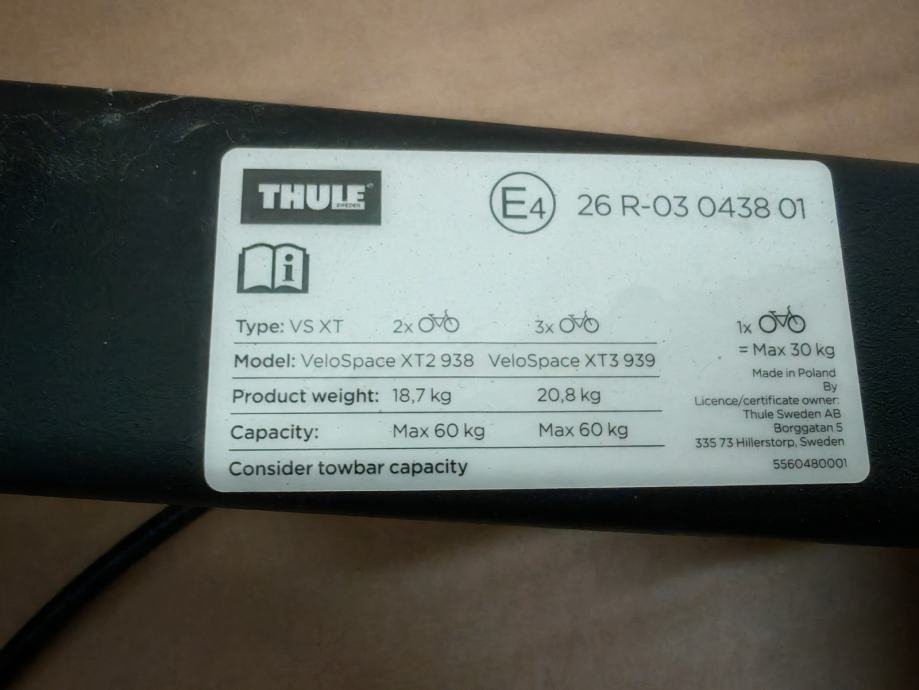 THULE
SWEDEN
E4 26 R-03 0438 01
i
Type: VS XT 2x 3x 1x
= Max 30 kg
Model: VeloSpace XT2 938 VeloSpace XT3 939
Product weight: 18,7 kg 20,8 kg
Capacity: Max 60 kg Max 60 kg
Consider towbar capacity
Made in Poland
By
Licence/certificate owner:
Thule Sweden AB
Borggatan 5
335 73 Hillerstorp, Sweden
5560480001